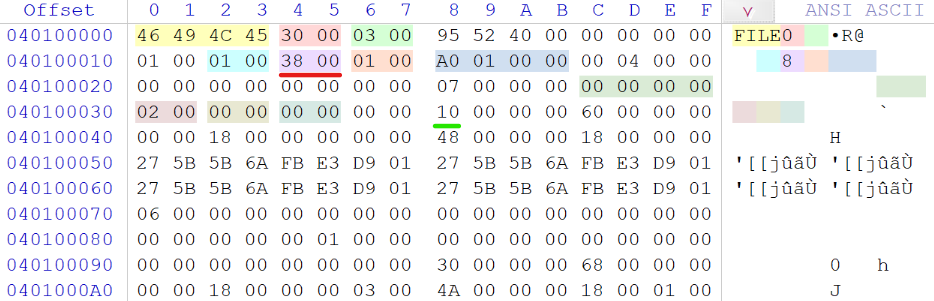 Offset 0 1 2 3 4 5 6 7 8 9 A B C D E F ANSI ASCII
040100000 46 49 4C 45 30 00 03 00 95 52 40 00 00 00 00 00 FILE0 •R@
040100010 01 00 01 00 38 00 01 00 A0 01 00 00 00 04 00 00 8
040100020 00 00 00 00 00 00 00 00 07 00 00 00 00 00 00 00
040100030 02 00 00 00 00 00 00 00 10 00 00 00 60 00 00 00 `
040100040 00 00 18 00 00 00 00 00 48 00 00 00 18 00 00 00 H
040100050 27 5B 5B 6A FB E3 D9 01 27 5B 5B 6A FB E3 D9 01 '[[jûãÙ '[[jûãÙ
040100060 27 5B 5B 6A FB E3 D9 01 27 5B 5B 6A FB E3 D9 01 '[[jûãÙ '[[jûãÙ
040100070 06 00 00 00 00 00 00 00 00 00 00 00 00 00 00 00
040100080 00 00 00 00 00 01 00 00 00 00 00 00 00 00 00 00
040100090 00 00 00 00 00 00 00 00 30 00 00 00 68 00 00 00 0 h
0401000A0 00 00 18 00 00 00 03 00 4A 00 00 00 18 00 01 00 J